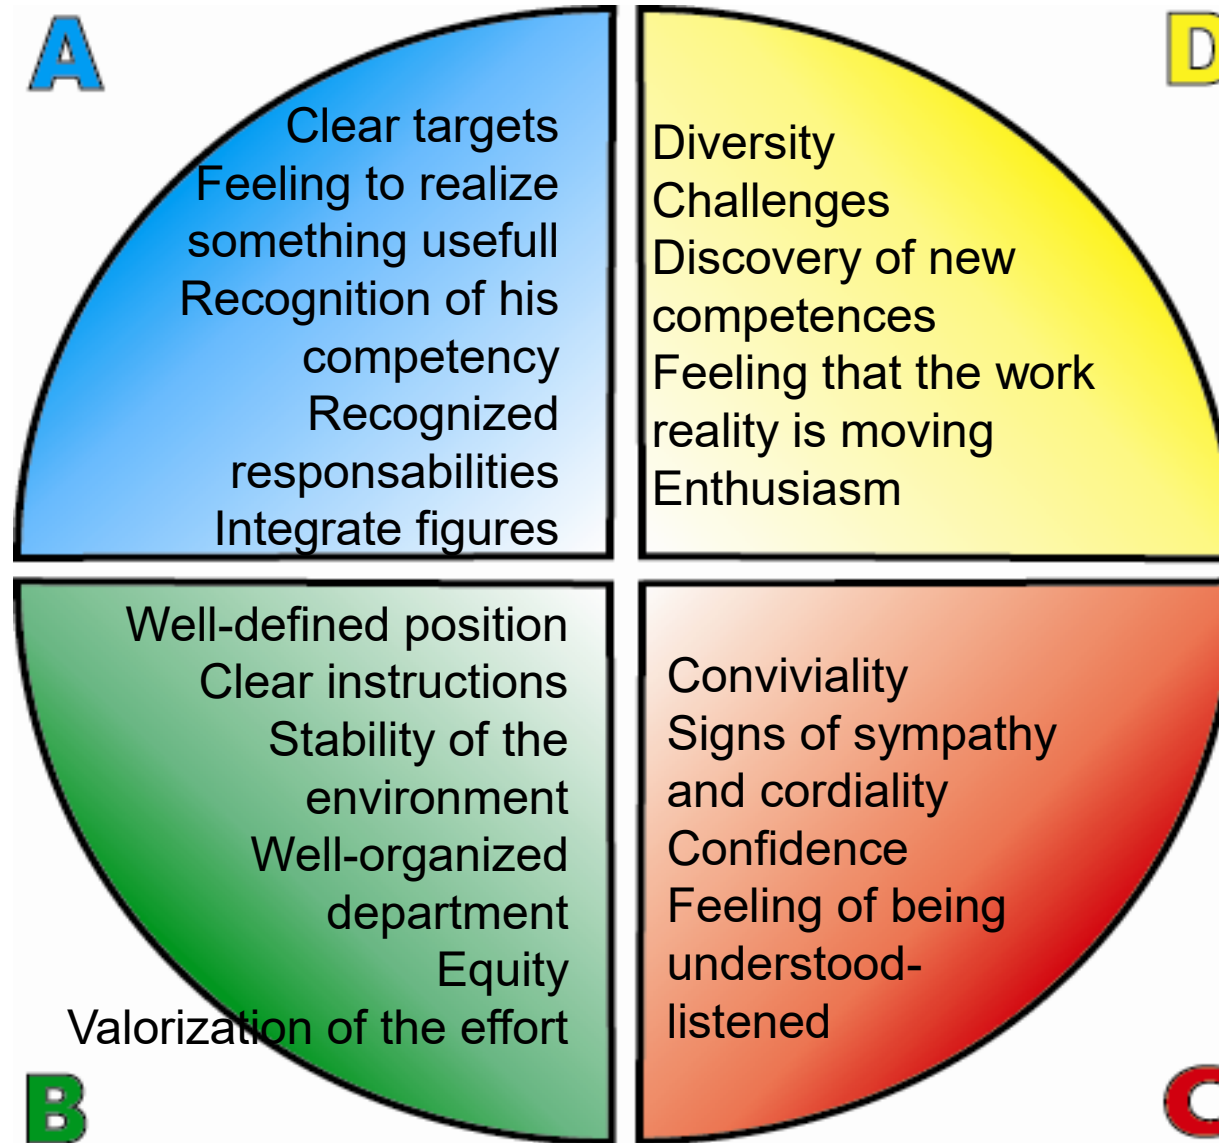 A
Clear targets
Feeling to realize
something usefull
Recognition of his
competency
Recognized
responsabilities
Integrate figures
D
Diversity
Challenges
Discovery of new
competences
Feeling that the work
reality is moving
Enthusiasm
Well-defined position
Clear instructions
Stability of the
environment
Well-organized
department
Equity
Valorization of the effort
B
Conviviality
Signs of sympathy
and cordiality
Confidence
Feeling of being
understood-
listened
C